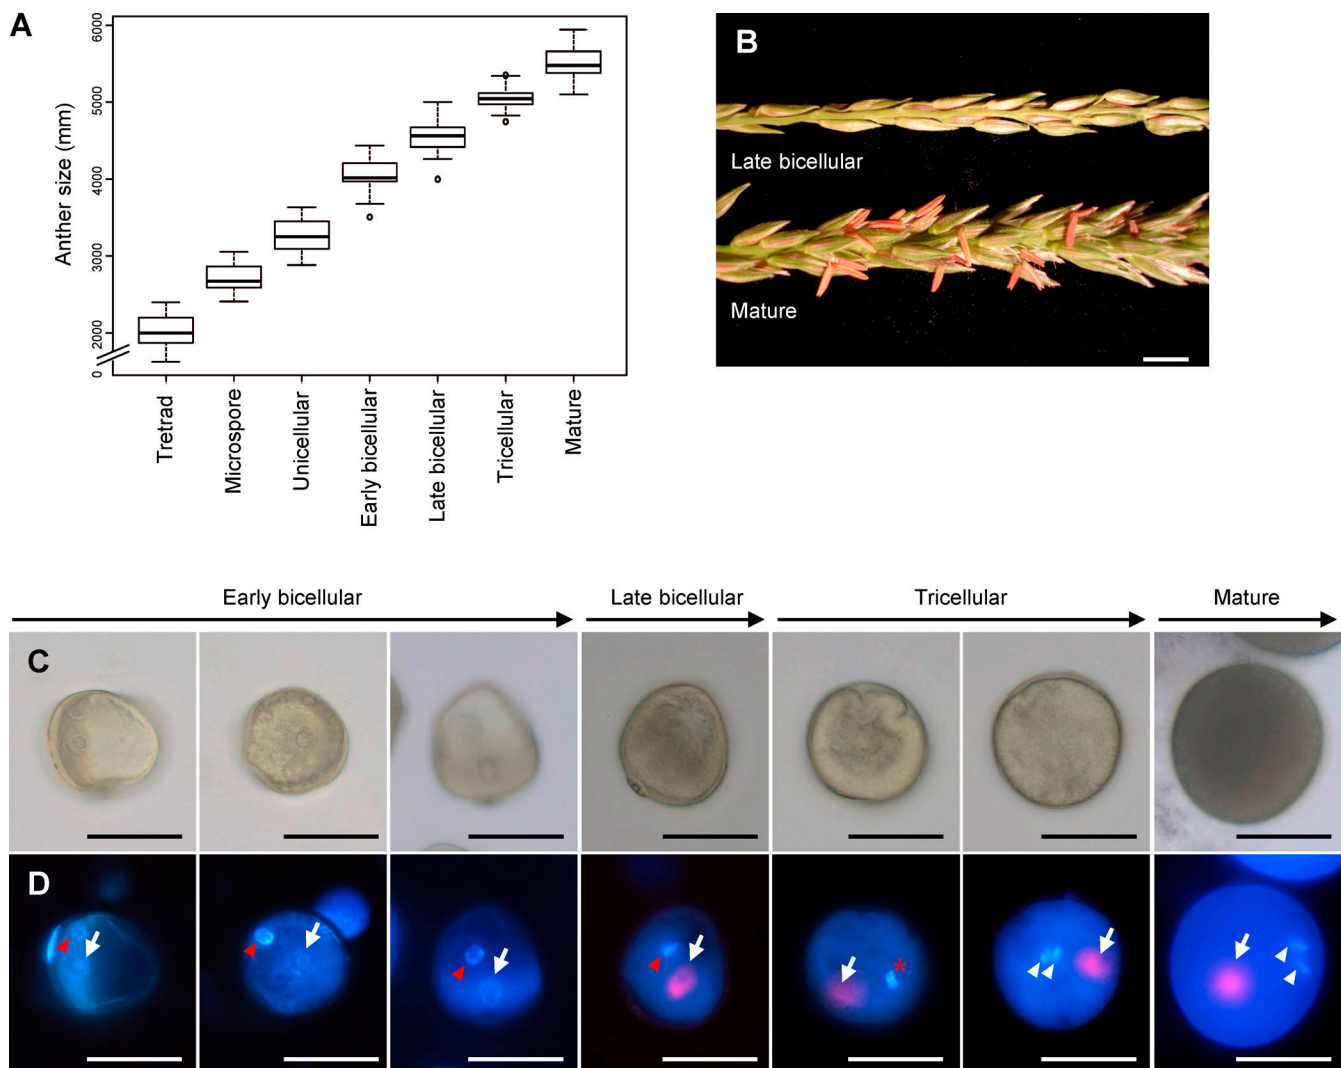 A
Anther size (mm)
6000
5000
4000
3000
2000
0
Tretrad
Microspore
Unicellular
Early bicellular
Late bicellular
Tricellular
Mature
B
Late bicellular
Mature
Early bicellular
Late bicellular
Tricellular
Mature
C
D
*